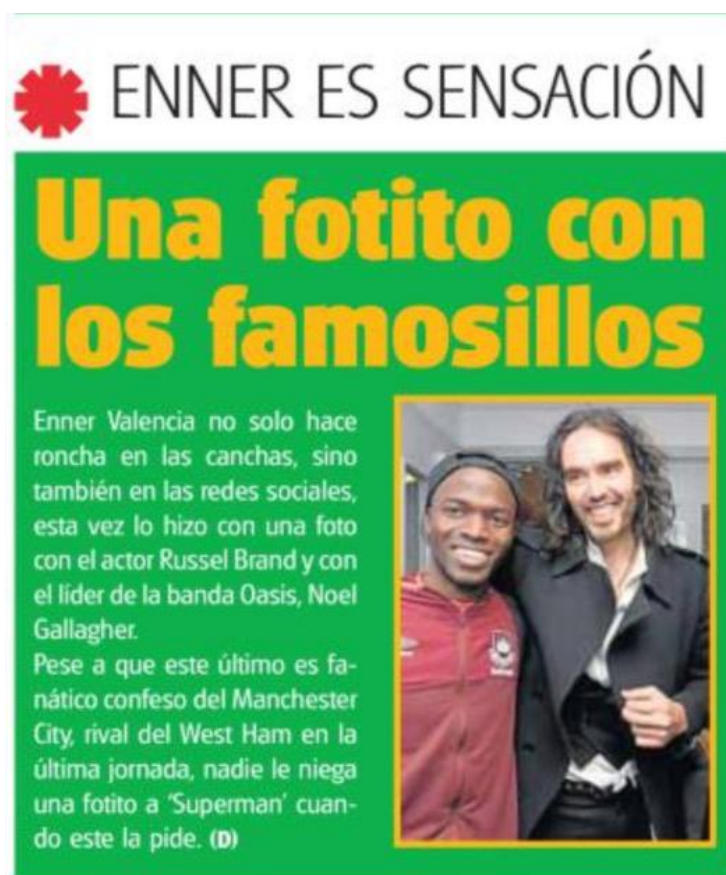 ENNER ES SENSACIÓN
Una fotito con
los famosillos
Enner Valencia no solo hace
roncha en las canchas, sino
también en las redes sociales,
esta vez lo hizo con una foto
con el actor Russel Brand y con
el líder de la banda Oasis, Noel
Gallagher.
Pese a que este último es fa-
nático confeso del Manchester
City, rival del West Ham en la
última jornada, nadie le niega
una fotito a ‘Superman’ cuan-
do este la pide. (D)